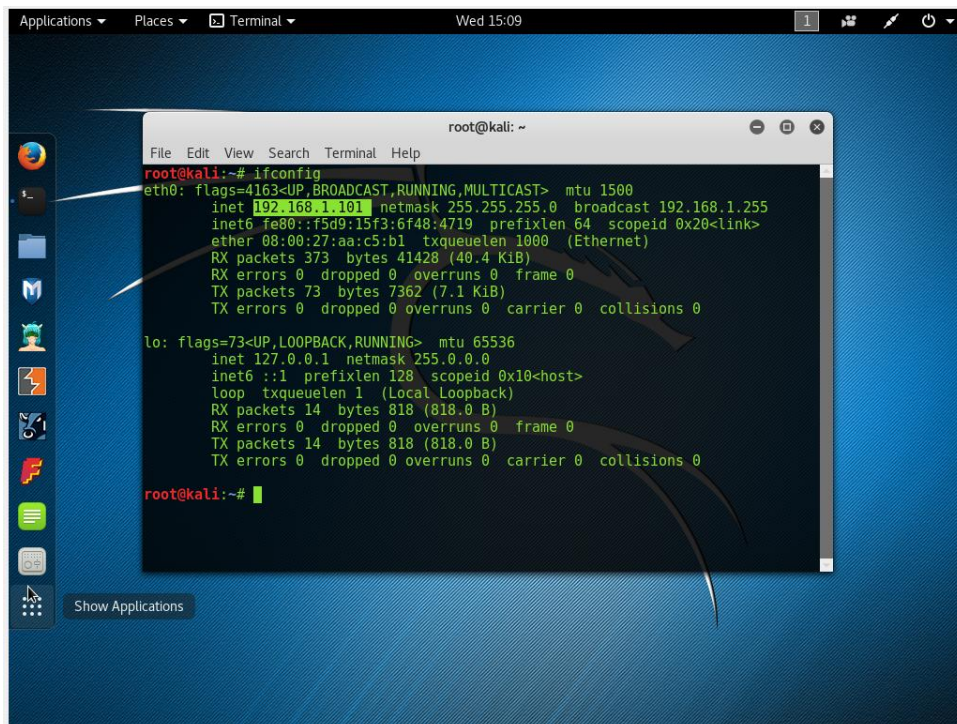 Applications Places Terminal Wed 15:09 1
root@kali: ~
File Edit View Search Terminal Help
root@kali:~# ifconfig
eth0: flags=4163<UP,BROADCAST,RUNNING,MULTICAST>  mtu 1500
inet 192.168.1.101  netmask 255.255.255.0  broadcast 192.168.1.255
inet6 fe80::f5d9:15f3:6f48:4719  prefixlen 64  scopeid 0x20<link>
ether 08:00:27:aa:c5:b1  txqueuelen 1000  (Ethernet)
RX packets 373  bytes 41428 (40.4 KiB)
RX errors 0  dropped 0  overruns 0  frame 0
TX packets 73  bytes 7362 (7.1 KiB)
TX errors 0  dropped 0 overruns 0  carrier 0  collisions 0
lo: flags=73<UP,LOOPBACK,RUNNING>  mtu 65536
inet 127.0.0.1  netmask 255.0.0.0
inet6 ::1  prefixlen 128  scopeid 0x10<host>
loop  txqueuelen 1  (Local Loopback)
RX packets 14  bytes 818 (818.0 B)
RX errors 0  dropped 0  overruns 0  frame 0
TX packets 14  bytes 818 (818.0 B)
TX errors 0  dropped 0 overruns 0  carrier 0  collisions 0
root@kali:~#
Show Applications